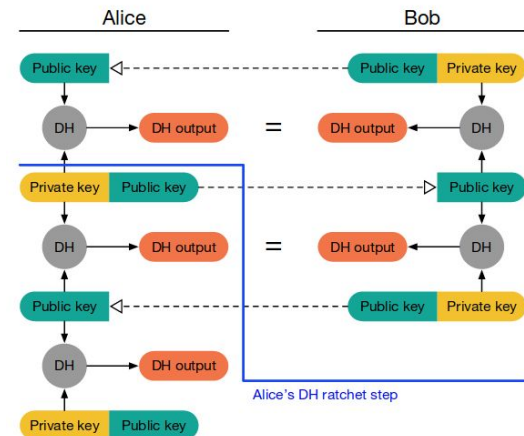 Alice Bob
Public key Public key Private key
DH DH output = DH output DH
Private key Public key Public key
DH DH output = DH output DH
Public key Public key Private key
DH DH output
Alice's DH ratchet step
Private key Public key